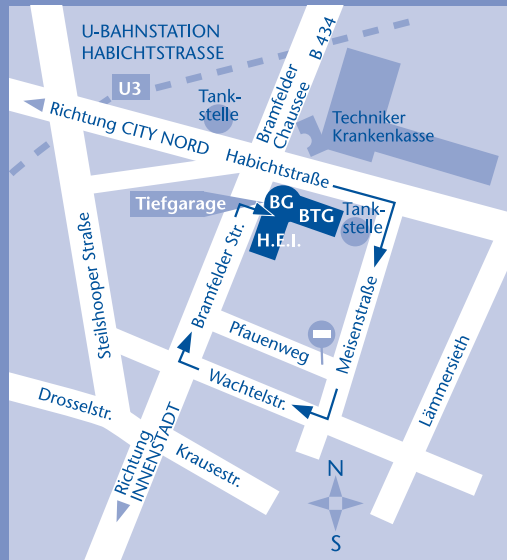 U-BAHNSTATION
HABICHTSTRASSE
B 434
U3
Tank-
stelle
Bramfelder
Chaussee
Techniker
Krankenkasse
Richtung CITY NORD
Habichtstraße
Tiefgarage
BG
BTG
H.E.I.
Tank-
stelle
Steilshooper Straße
Bramfelder Str.
Pfauenweg
Meisenstraße
Lämmersieth
Wachtelstr.
Drosselstr.
Krausestr.
Richtung
INNENSTADT
N
S